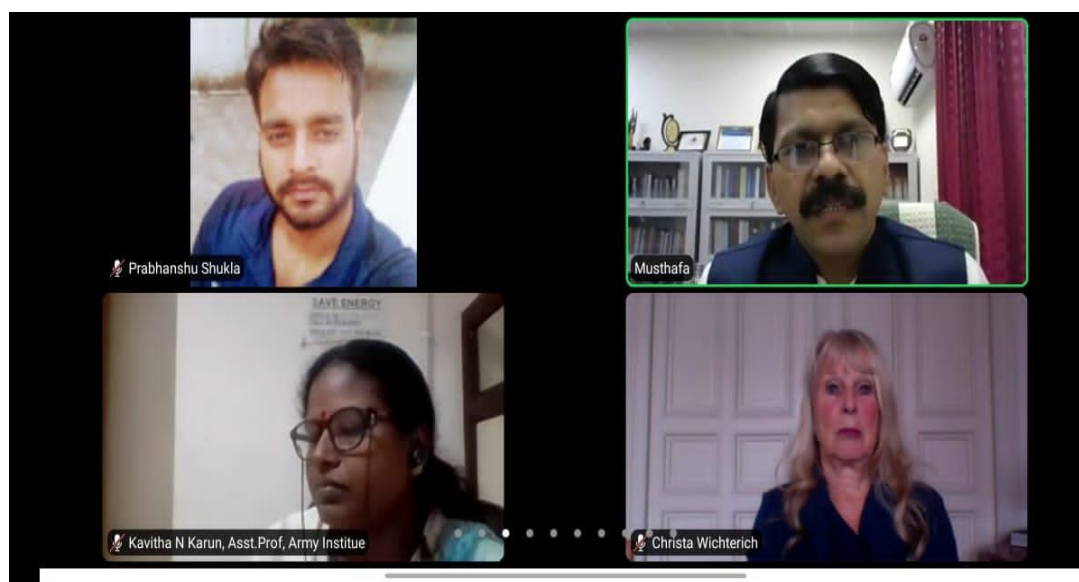 Prabhanshu Shukla
Musthafa
SAVE ENERGY
Kavitha N Karun, Asst.Prof, Army Institue
Christa Wichterich